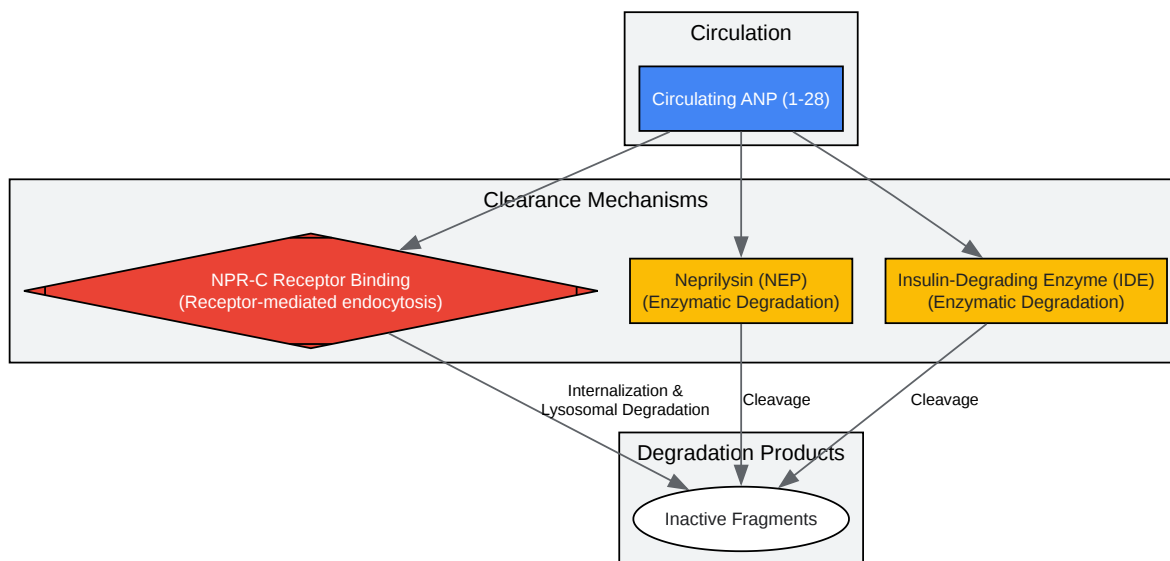 Circulation
Circulating ANP (1-28)
Clearance Mechanisms
NPR-C Receptor Binding
(Receptor-mediated endocytosis)
Neprilysin (NEP)
(Enzymatic Degradation)
Insulin-Degrading Enzyme (IDE)
(Enzymatic Degradation)
Internalization &
Lysosomal Degradation
Cleavage
Cleavage
Degradation Products
Inactive Fragments